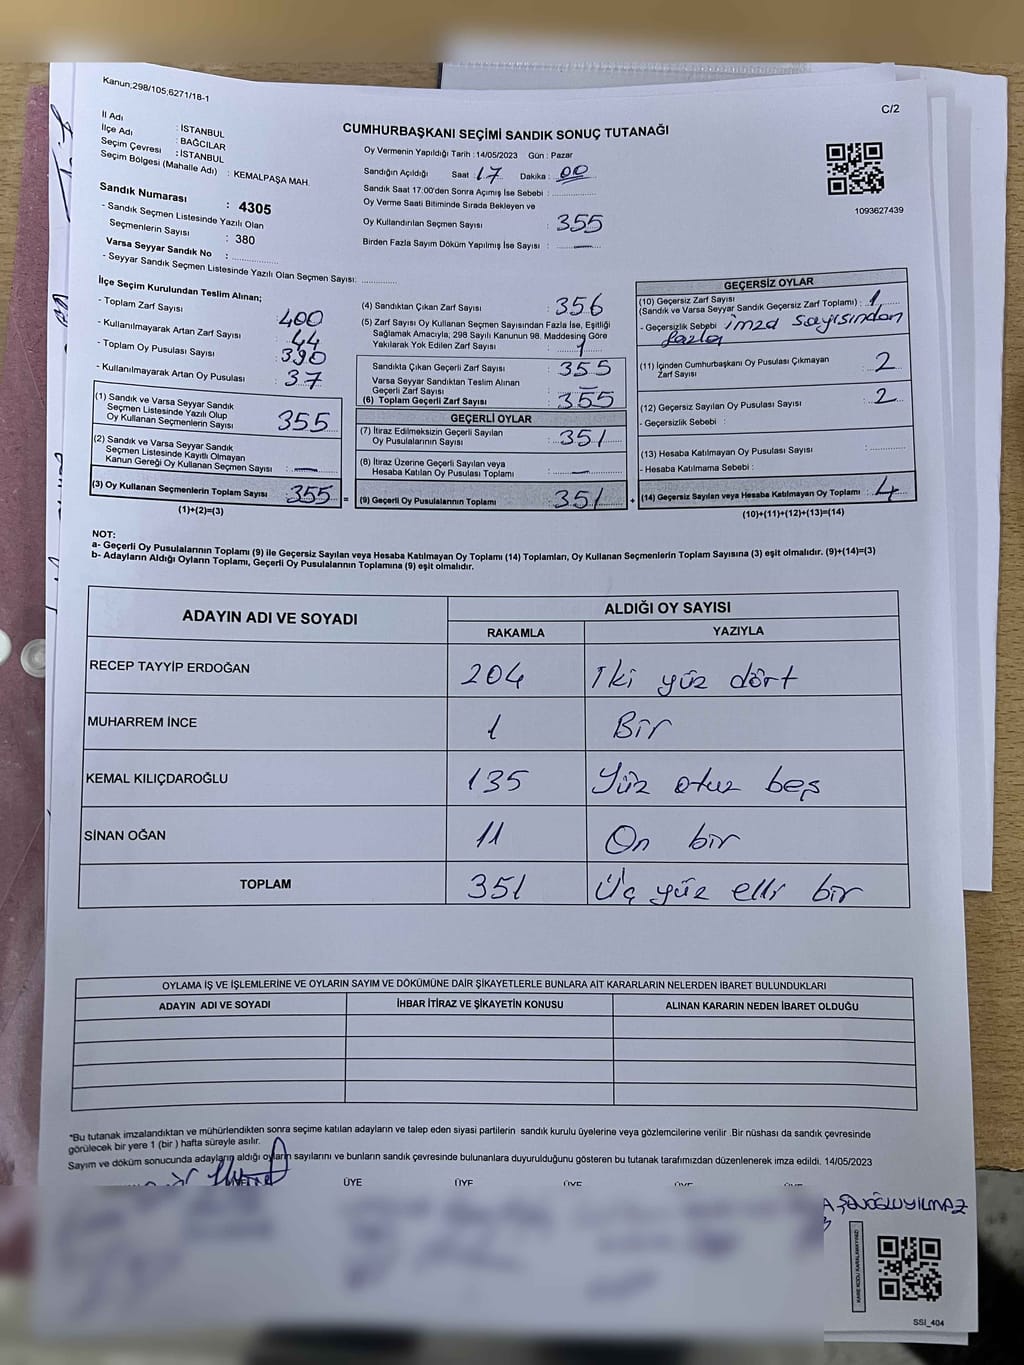 Kanun;298/105,6271/18-1
C/2
İl Adı : İSTANBUL
İlçe Adı : BAĞCILAR
Seçim Çevresi : İSTANBUL
Seçim Bölgesi (Mahalle Adı) : KEMALPAŞA MAH.
Sandık Numarası : 4305
- Sandık Seçmen Listesinde Yazılı Olan
Seçmenlerin Sayısı : 380
Varsa Seyyar Sandık No :
- Seyyar Sandık Seçmen Listesinde Yazılı Olan Seçmen Sayısı:
CUMHURBAŞKANI SEÇİMİ SANDIK SONUÇ TUTANAĞI
Oy Vermenin Yapıldığı Tarih : 14/05/2023 Gün : Pazar
Sandığın Açıldığı Saat : 17 Dakika : 00
Sandık Saat 17:00'den Sonra Açımış İse Sebebi :
Oy Verme Saati Bitiminde Sırada Bekleyen ve
Oy Kullandırılan Seçmen Sayısı : 355
Birden Fazla Sayım Döküm Yapılmış İse Sayısı : —
1093627439
İlçe Seçim Kurulundan Teslim Alınan;
- Toplam Zarf Sayısı : 400
- Kullanılmayarak Artan Zarf Sayısı : 44
- Toplam Oy Pusulası Sayısı : 390
- Kullanılmayarak Artan Oy Pusulası : 37
(1) Sandık ve Varsa Seyyar Sandık
Seçmen Listesinde Yazılı Olup
Oy Kullanan Seçmenlerin Sayısı : 355
(2) Sandık ve Varsa Seyyar Sandık
Seçmen Listesinde Kayıtlı Olmayan
Kanun Gereği Oy Kullanan Seçmen Sayısı : —
(3) Oy Kullanan Seçmenlerin Toplam Sayısı : 355 =
(1)+(2)=(3)
(4) Sandıktan Çıkan Zarf Sayısı : 356
(5) Zarf Sayısı Oy Kullanan Seçmen Sayısından Fazla İse, Eşitliği
Sağlamak Amacıyla, 298 Sayılı Kanunun 98. Maddesine Göre
Yakılarak Yok Edilen Zarf Sayısı : 1
Sandıkta Çıkan Geçerli Zarf Sayısı : 355
Varsa Seyyar Sandıktan Teslim Alınan
Geçerli Zarf Sayısı : —
(6) Toplam Geçerli Zarf Sayısı : 355
GEÇERLİ OYLAR
(7) İtiraz Edilmeksizin Geçerli Sayılan
Oy Pusulalarının Sayısı : 351
(8) İtiraz Üzerine Geçerli Sayılan veya
Hesaba Katılan Oy Pusulası Toplamı : —
(9) Geçerli Oy Pusulalarının Toplamı : 351 +
GEÇERSİZ OYLAR
(10) Geçersiz Zarf Sayısı
(Sandık ve Varsa Seyyar Sandık Geçersiz Zarf Toplamı) : 1
- Geçersizlik Sebebi : imza sayısından
fazla
(11) İçinden Cumhurbaşkanı Oy Pusulası Çıkmayan
Zarf Sayısı : 2
(12) Geçersiz Sayılan Oy Pusulası Sayısı : 2
- Geçersizlik Sebebi :
(13) Hesaba Katılmayan Oy Pusulası Sayısı :
- Hesaba Katılmama Sebebi :
(14) Geçersiz Sayılan veya Hesaba Katılmayan Oy Toplamı : 4
(10)+(11)+(12)+(13)=(14)
NOT:
a- Geçerli Oy Pusulalarının Toplamı (9) ile Geçersiz Sayılan veya Hesaba Katılmayan Oy Toplamı (14) Toplamları, Oy Kullanan Seçmenlerin Toplam Sayısına (3) eşit olmalıdır. (9)+(14)=(3)
b- Adayların Aldığı Oyların Toplamı, Geçerli Oy Pusulalarının Toplamına (9) eşit olmalıdır.
ADAYIN ADI VE SOYADI ALDIĞI OY SAYISI
RAKAMLA YAZIYLA
RECEP TAYYİP ERDOĞAN 204 İki yüz dört
MUHARREM İNCE 1 Bir
KEMAL KILIÇDAROĞLU 135 Yüz otuz beş
SİNAN OĞAN 11 On bir
TOPLAM 351 Üç yüz elli bir
OYLAMA İŞ VE İŞLEMLERİNE VE OYLARIN SAYIM VE DÖKÜMÜNE DAİR ŞİKAYETLERLE BUNLARA AİT KARARLARIN NELERDEN İBARET BULUNDUKLARI
ADAYIN ADI VE SOYADI İHBAR İTİRAZ VE ŞİKAYETİN KONUSU ALINAN KARARIN NEDEN İBARET OLDUĞU
*Bu tutanak imzalandıktan ve mühürlendikten sonra seçime katılan adayların ve talep eden siyasi partilerin sandık kurulu üyelerine veya gözlemcilerine verilir .Bir nüshası da sandık çevresinde
görülecek bir yere 1 (bir ) hafta süreyle asılır.
Sayım ve döküm sonucunda adayların aldığı oyların sayılarını ve bunların sandık çevresinde bulunanlara duyurulduğunu gösteren bu tutanak tarafımızdan düzenlenerek imza edildi. 14/05/2023
ÜYE ÜYE ÜYE ÜYE ÜYE
ŞENOĞLUYILMAZ
SSİ_404